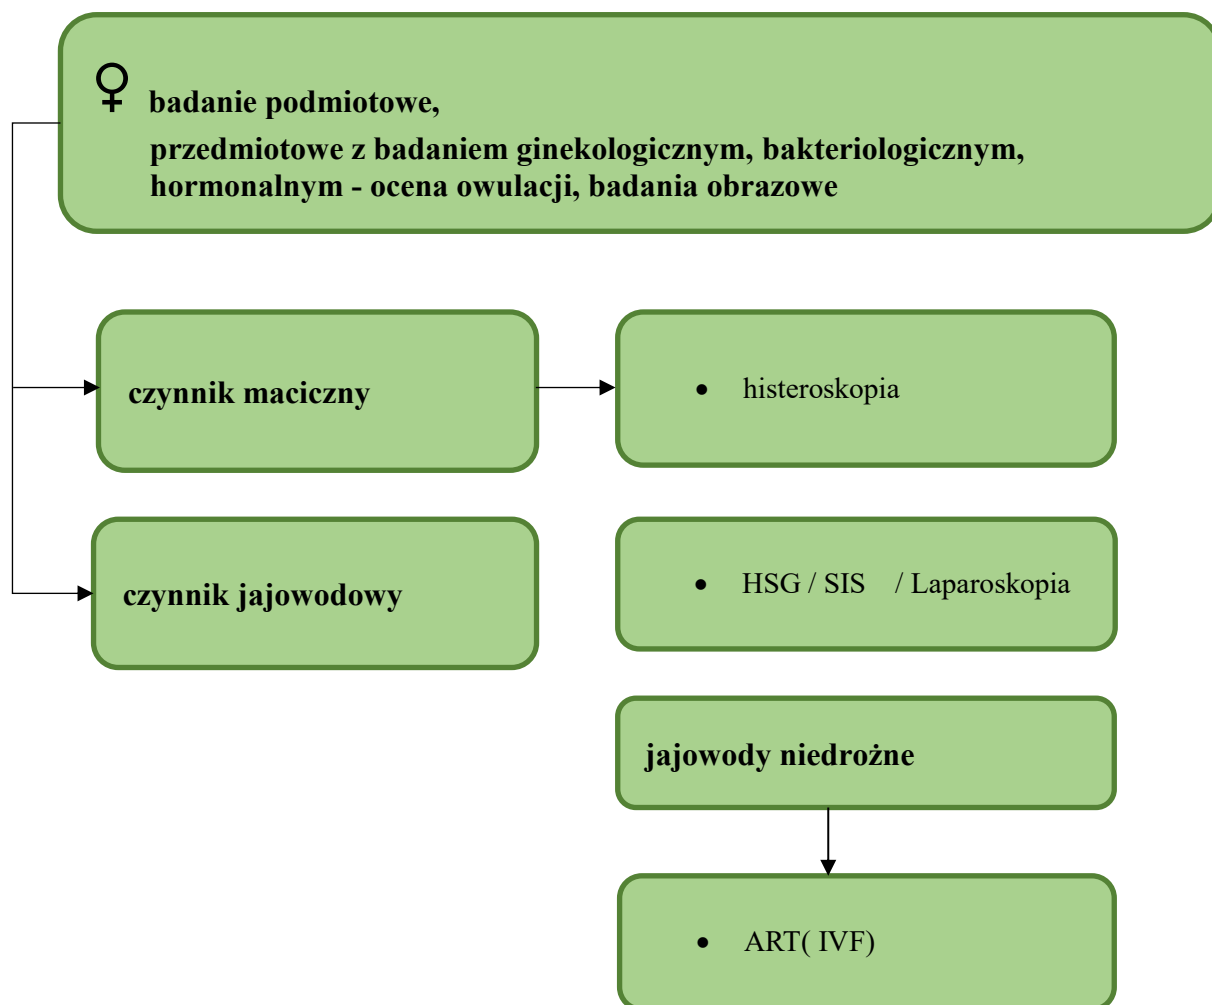 ♀ badanie podmiotowe,
przedmiotowe z badaniem ginekologicznym, bakteriologicznym,
hormonalnym - ocena owulacji, badania obrazowe
czynnik maciczny
• histeroskopia
czynnik jajowodowy
• HSG / SIS / Laparoskopia
jajowody niedrożne
• ART( IVF)